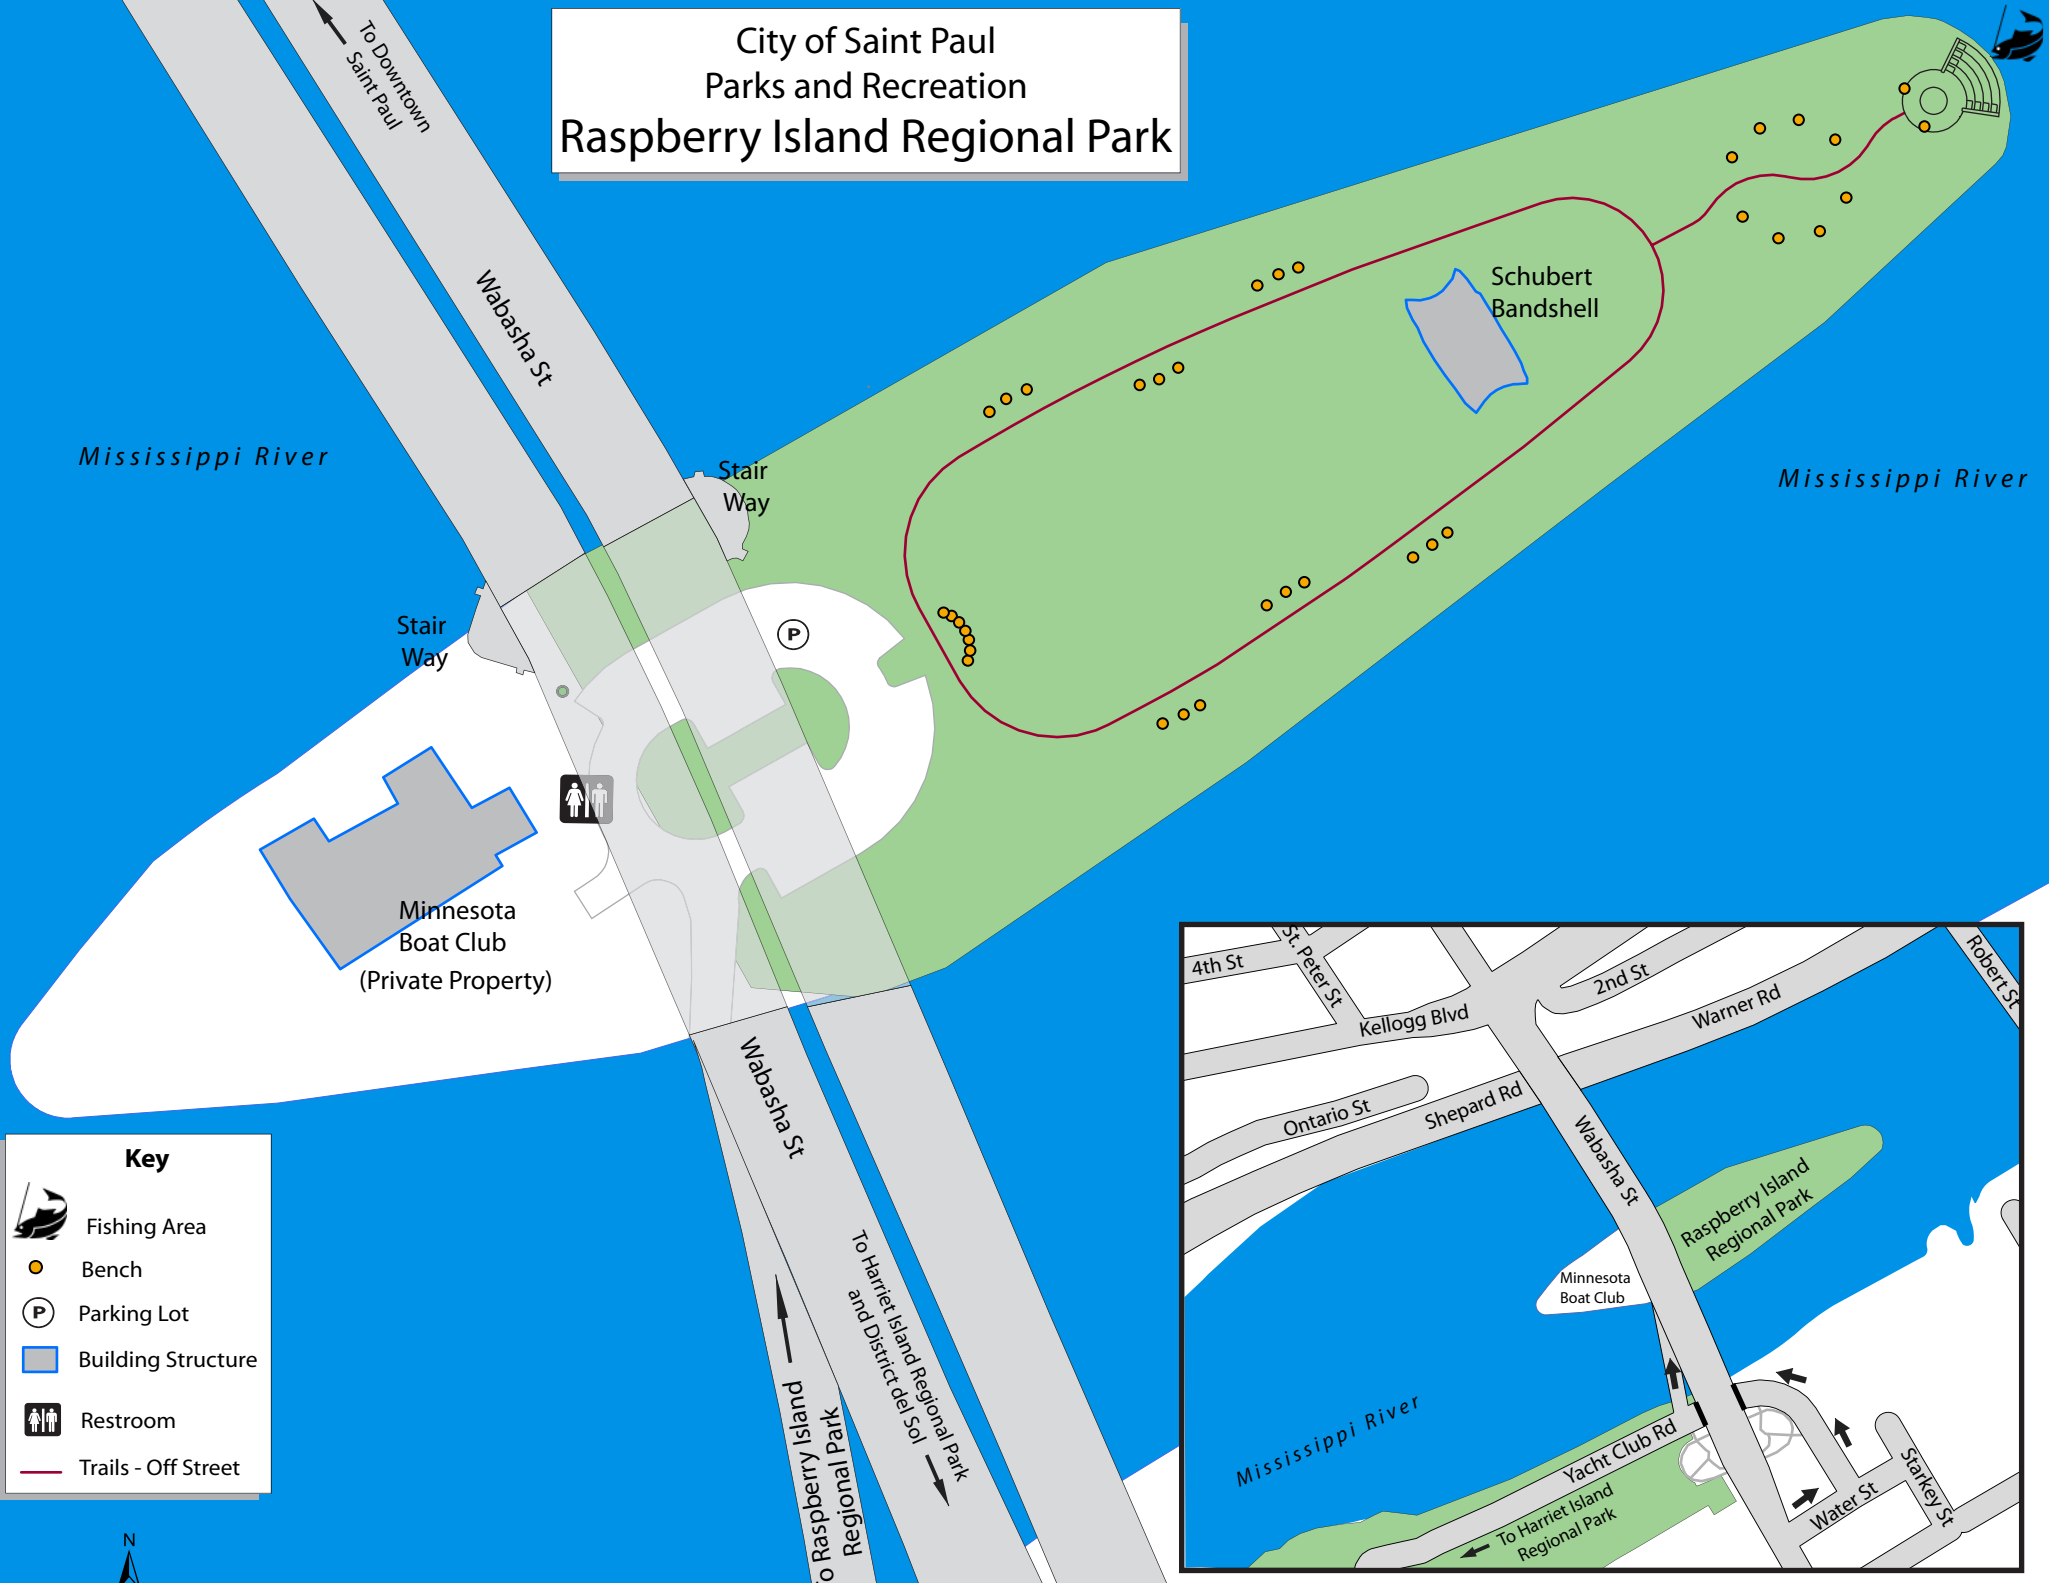 City of Saint Paul
Parks and Recreation
Raspberry Island Regional Park
To Downtown
Saint Paul
Wabasha St
Mississippi River
Stair
Way
Stair
Way
P
Schubert
Bandshell
Mississippi River
Minnesota
Boat Club
(Private Property)
Wabasha St
To Harriet Island Regional Park
and District del Sol
To Raspberry Island
Regional Park
Key
Fishing Area
Bench
P
Parking Lot
Building Structure
Restroom
Trails - Off Street
N
4th St
St. Peter St
Kellogg Blvd
2nd St
Warner Rd
Robert St
Ontario St
Shepard Rd
Wabasha St
Raspberry Island
Regional Park
Minnesota
Boat Club
Mississippi River
Yacht Club Rd
To Harriet Island
Regional Park
Water St
Starkey St